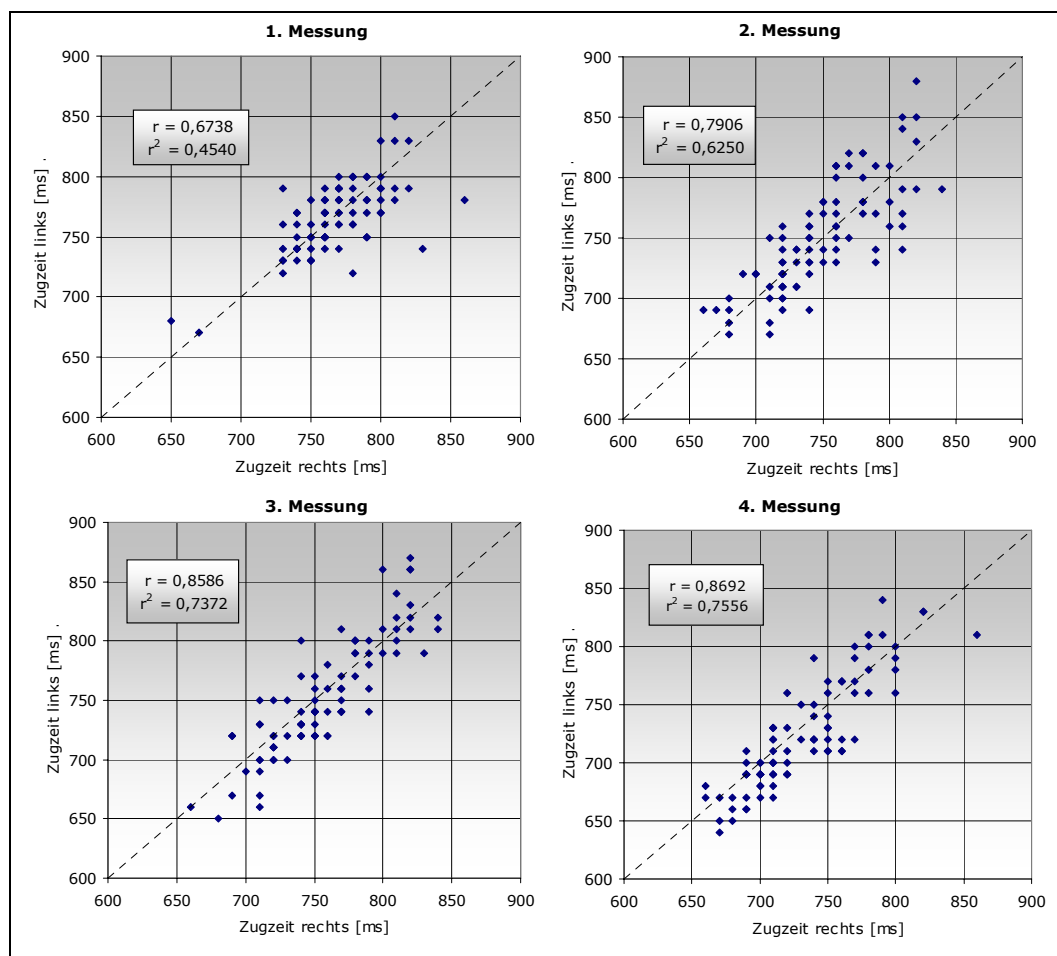 1. Messung
900
850
800
750
700
650
600
600 650 700 750 800 850 900
Zugzeit links [ms] .
Zugzeit rechts [ms]
r = 0,6738
r² = 0,4540
2. Messung
900
850
800
750
700
650
600
600 650 700 750 800 850 900
Zugzeit links [ms] .
Zugzeit rechts [ms]
r = 0,7906
r² = 0,6250
3. Messung
900
850
800
750
700
650
600
600 650 700 750 800 850 900
Zugzeit links [ms] .
Zugzeit rechts [ms]
r = 0,8586
r² = 0,7372
4. Messung
900
850
800
750
700
650
600
600 650 700 750 800 850 900
Zugzeit links [ms] .
Zugzeit rechts [ms]
r = 0,8692
r² = 0,7556